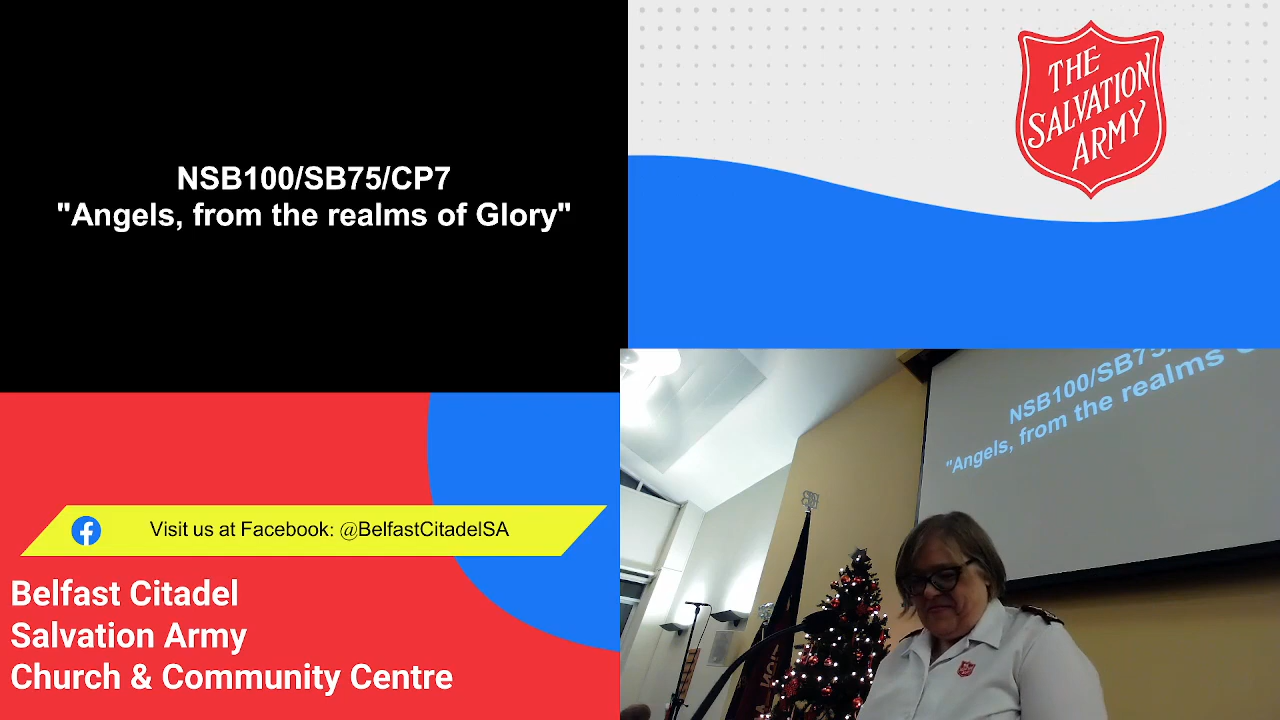 NSB100/SB75/CP7
"Angels, from the realms of Glory"
THE
SALVATION
ARMY
NSB100/SB75/
"Angels, from the realms
Visit us at Facebook: @BelfastCitadelSA
Belfast Citadel
Salvation Army
Church & Community Centre